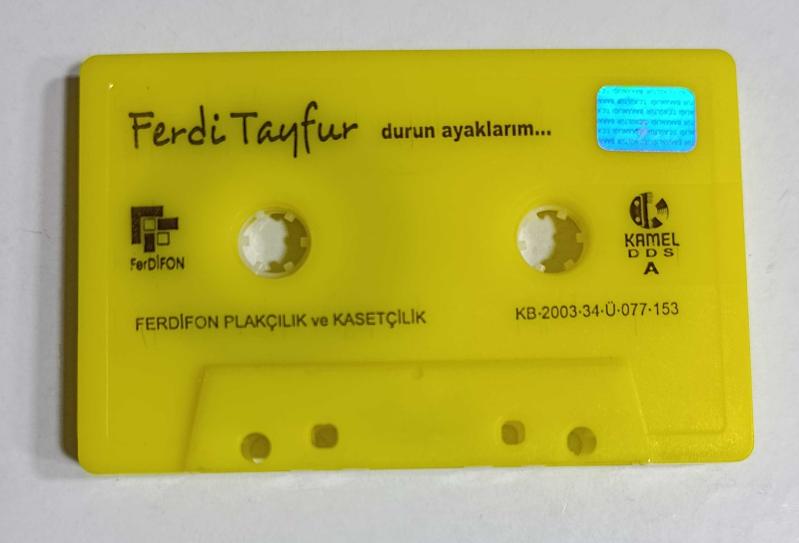 Ferdi Tayfur durun ayaklarım...
FerDİFON
KAMEL
DDS
A
FERDİFON PLAKÇILIK ve KASETÇİLİK
KB-2003-34-Ü-077-153